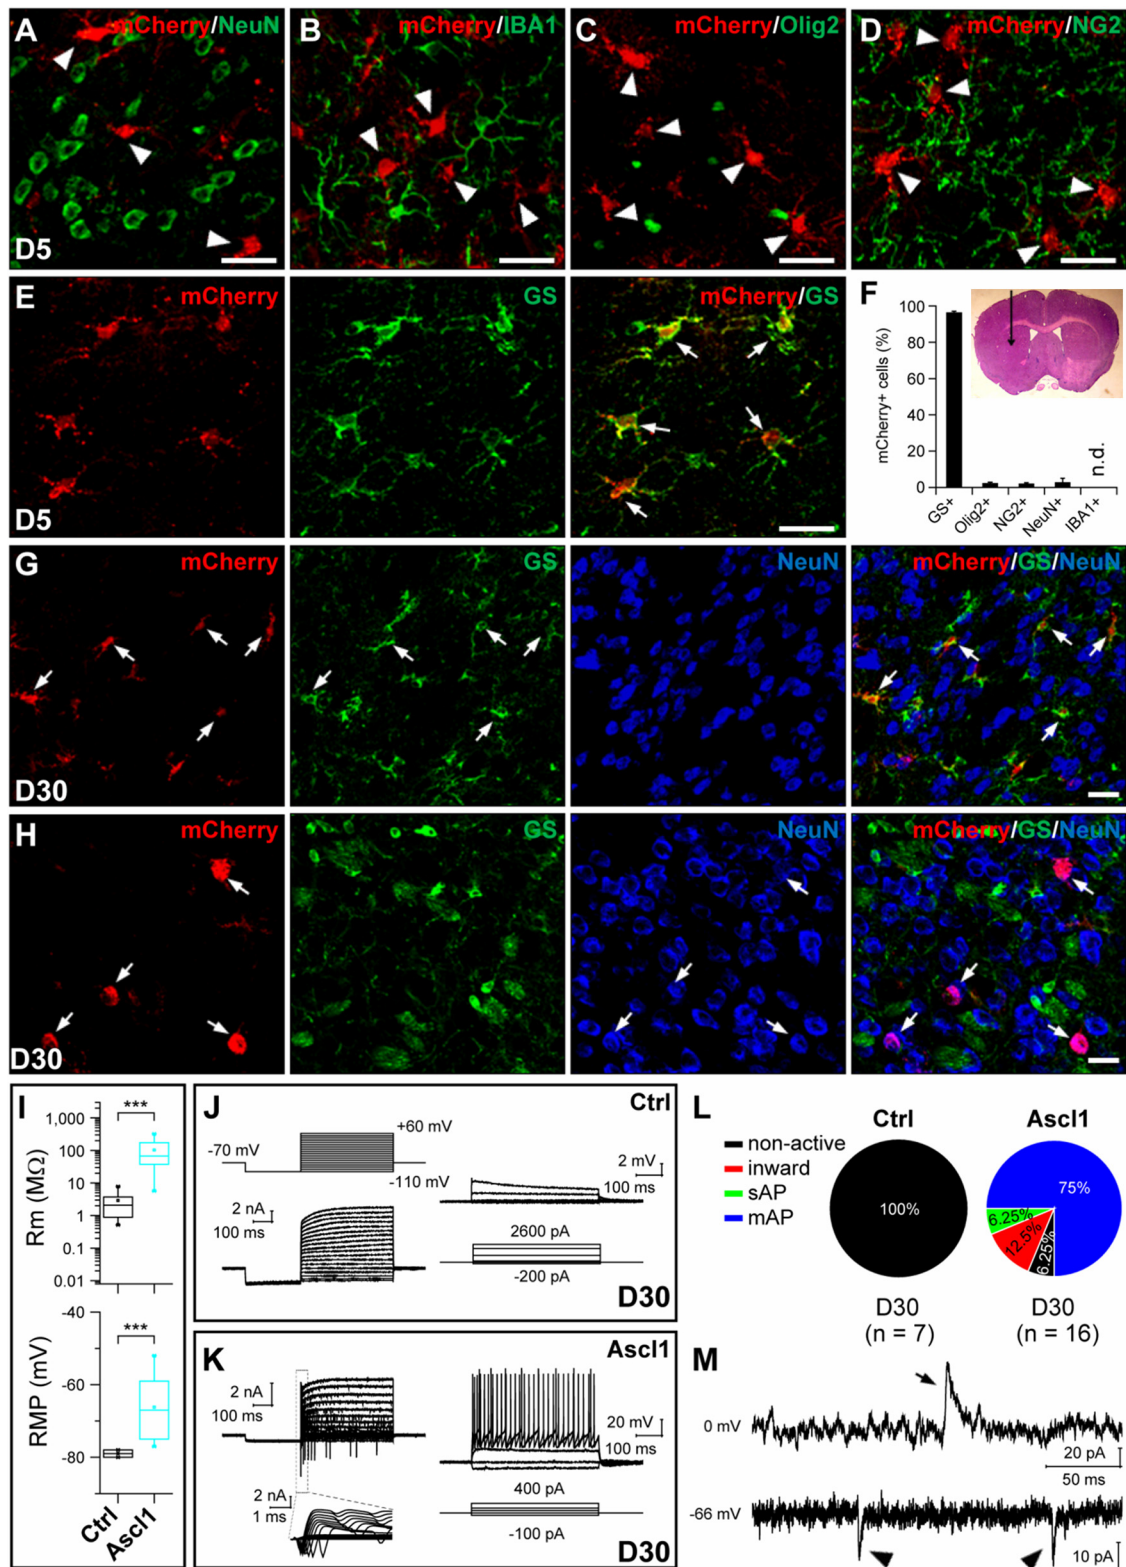 A mCherry/NeuN
D5
B mCherry/IBA1
C mCherry/Olig2
D mCherry/NG2
E mCherry
D5
GS
mCherry/GS
F
mCherry+ cells (%)
100
80
60
40
20
0
n.d.
GS+
Olig2+
NG2+
NeuN+
IBA1+
G mCherry
D30
GS
NeuN
mCherry/GS/NeuN
H mCherry
D30
GS
NeuN
mCherry/GS/NeuN
I
***
Rm (MΩ)
1,000
100
10
1
0.1
0.01
***
RMP (mV)
-40
-60
-80
Ctrl
Ascl1
J
Ctrl
-70 mV
+60 mV
-110 mV
2 nA
100 ms
2 mV
100 ms
2600 pA
-200 pA
D30
K
Ascl1
2 nA
100 ms
2 nA
1 ms
20 mV
100 ms
400 pA
-100 pA
D30
L
non-active
inward
sAP
mAP
Ctrl
100%
D30
(n = 7)
Ascl1
75%
6.25%
12.5%
6.25%
D30
(n = 16)
M
0 mV
20 pA
50 ms
-66 mV
10 pA